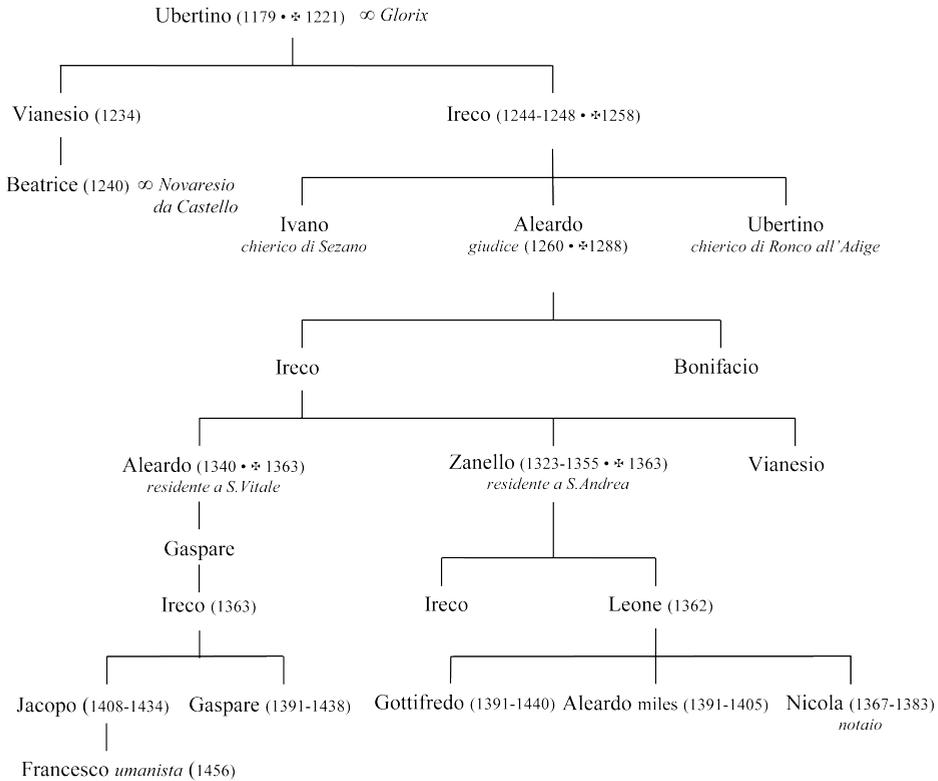 Ubertino (1179 • ✠ 1221) ∞ Glorix
Vianesio (1234)
Ireco (1244-1248 • ✠1258)
Beatrice (1240) ∞ Novaresio
da Castello
Ivano
chierico di Sezano
Aleardo
giudice (1260 • ✠1288)
Ubertino
chierico di Ronco all'Adige
Ireco
Bonifacio
Aleardo (1340 • ✠ 1363)
residente a S.Vitale
Zanello (1323-1355 • ✠ 1363)
residente a S.Andrea
Vianesio
Gaspare
Ireco (1363)
Ireco
Leone (1362)
Jacopo (1408-1434)
Gaspare (1391-1438)
Gottifredo (1391-1440)
Aleardo miles (1391-1405)
Nicola (1367-1383)
notaio
Francesco umanista (1456)